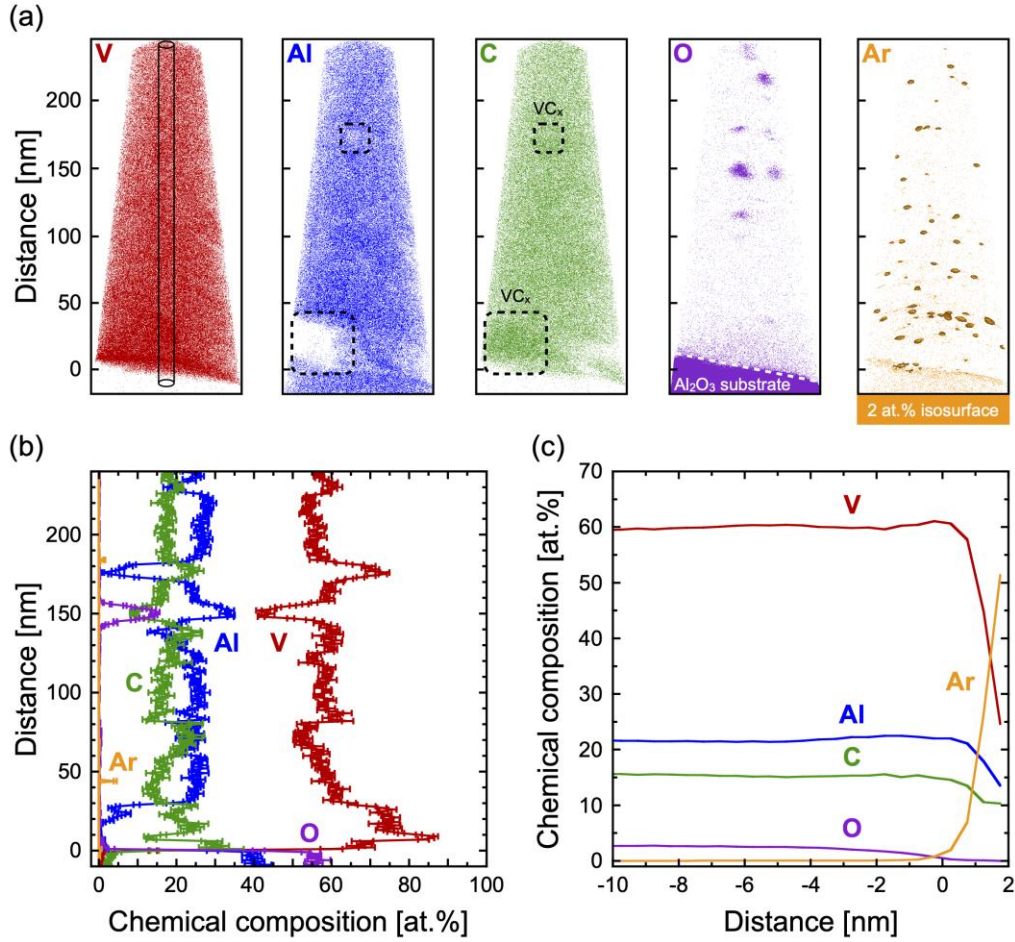 (a)
V
Al
C
O
Ar
VCₓ
VCₓ
Distance [nm]
200
150
100
50
0
Al₂O₃ substrate
2 at.% isosurface
(b)
Distance [nm]
200
150
100
50
0
C
Al
V
Ar
O
0
20
40
60
80
100
Chemical composition [at.%]
(c)
Chemical composition [at.%]
70
60
50
40
30
20
10
0
V
Ar
Al
C
O
-10
-8
-6
-4
-2
0
Distance [nm]